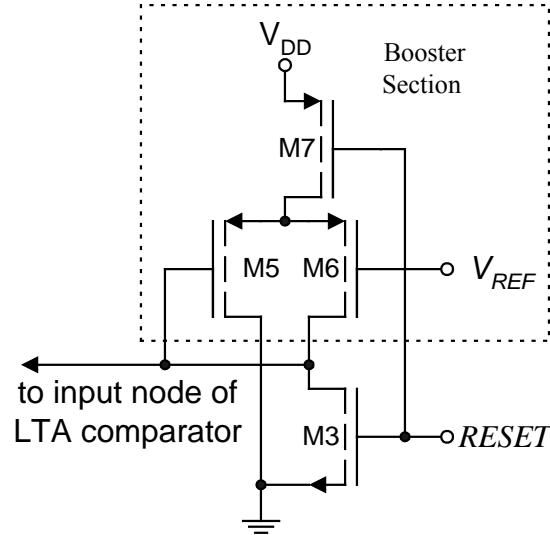 V_DD
Booster
Section
M7
M5
M6
V_REF
to input node of
LTA comparator
M3
RESET